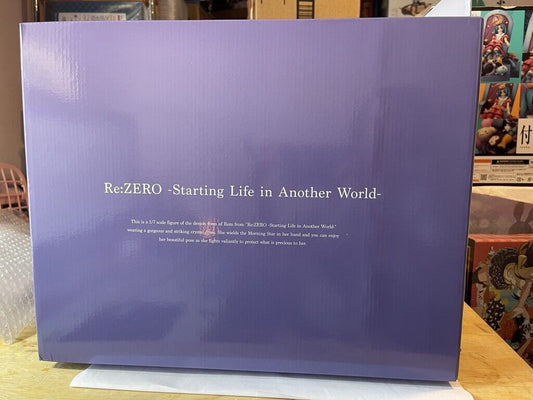 Re:ZERO -Starting Life in Another World-
This is a 1/7 scale figure of the demon form of Rem from "Re:ZERO -Starting Life in Another World,"
wearing a gorgeous and striking crystal dress. She wields the Morning Star in her hand and you can enjoy
her beautiful pose as she fights valiantly to protect what is precious to her.
付